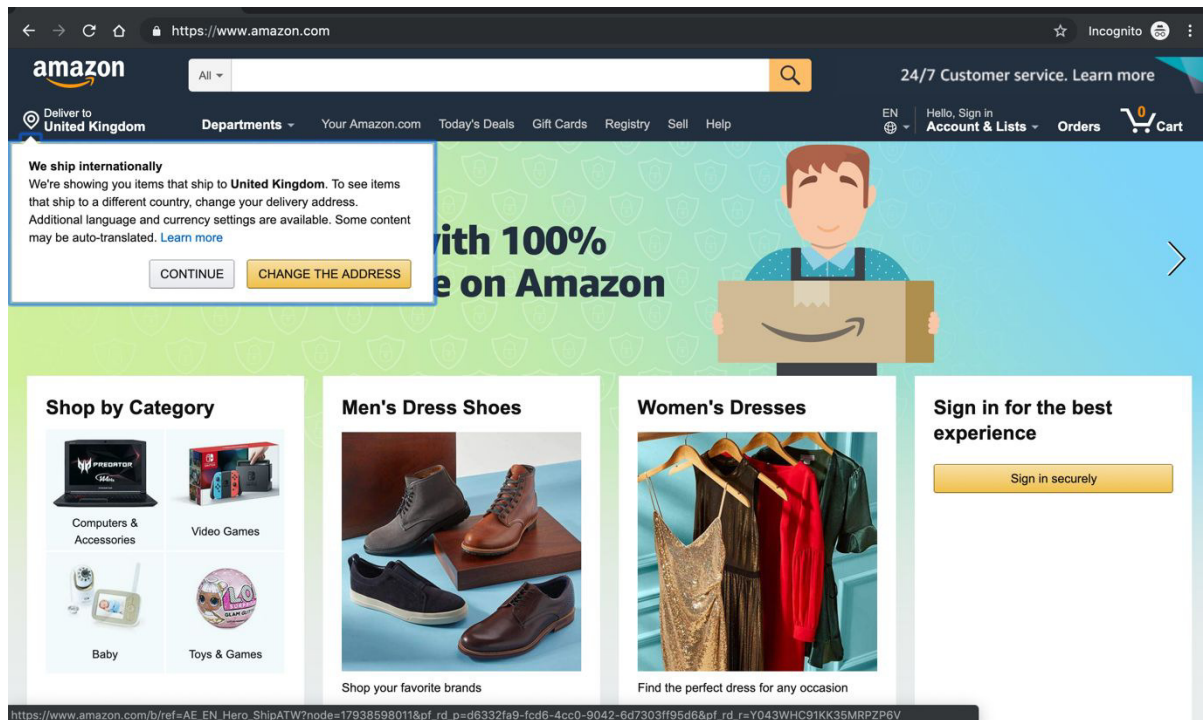 https://www.amazon.com
Incognito
amazon
All
24/7 Customer service. Learn more
Deliver to
United Kingdom
Departments
Your Amazon.com
Today's Deals
Gift Cards
Registry
Sell
Help
EN
Hello, Sign in
Account & Lists
Orders
0
Cart
We ship internationally
We're showing you items that ship to United Kingdom. To see items
that ship to a different country, change your delivery address.
Additional language and currency settings are available. Some content
may be auto-translated. Learn more
CONTINUE
CHANGE THE ADDRESS
ith 100%
e on Amazon
Shop by Category
PREDATOR
Computers &
Accessories
Video Games
Baby
Toys & Games
Men's Dress Shoes
Shop your favorite brands
Women's Dresses
Find the perfect dress for any occasion
Sign in for the best
experience
Sign in securely
https://www.amazon.com/b/ref=AE_EN_Hero_ShipATW?node=17938598011&pf_rd_p=d6332fa9-fcd6-4cc0-9042-6d7303ff95d6&pf_rd_r=Y043WHC91KK35MRPZP6V